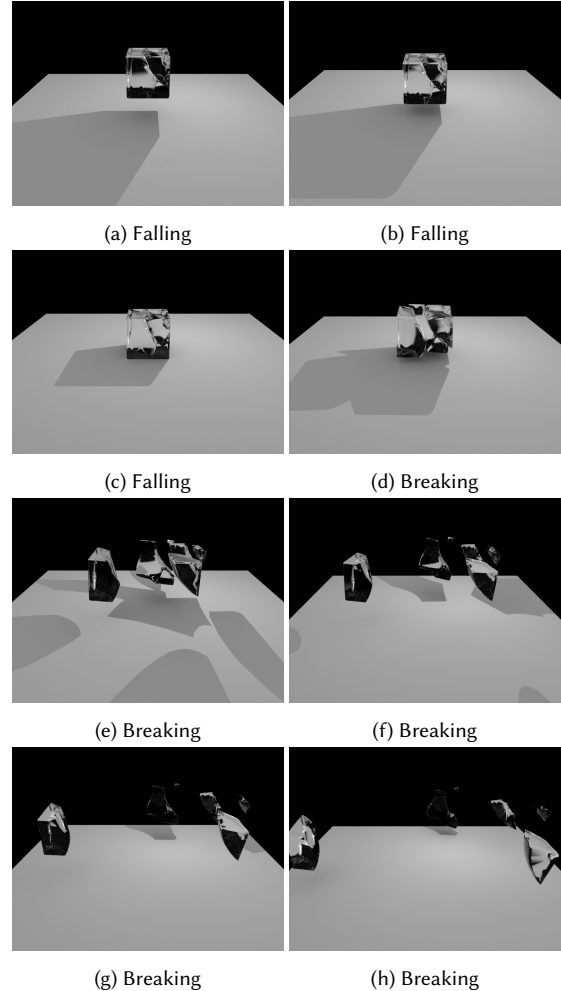 (a) Falling
(b) Falling
(c) Falling
(d) Breaking
(e) Breaking
(f) Breaking
(g) Breaking
(h) Breaking